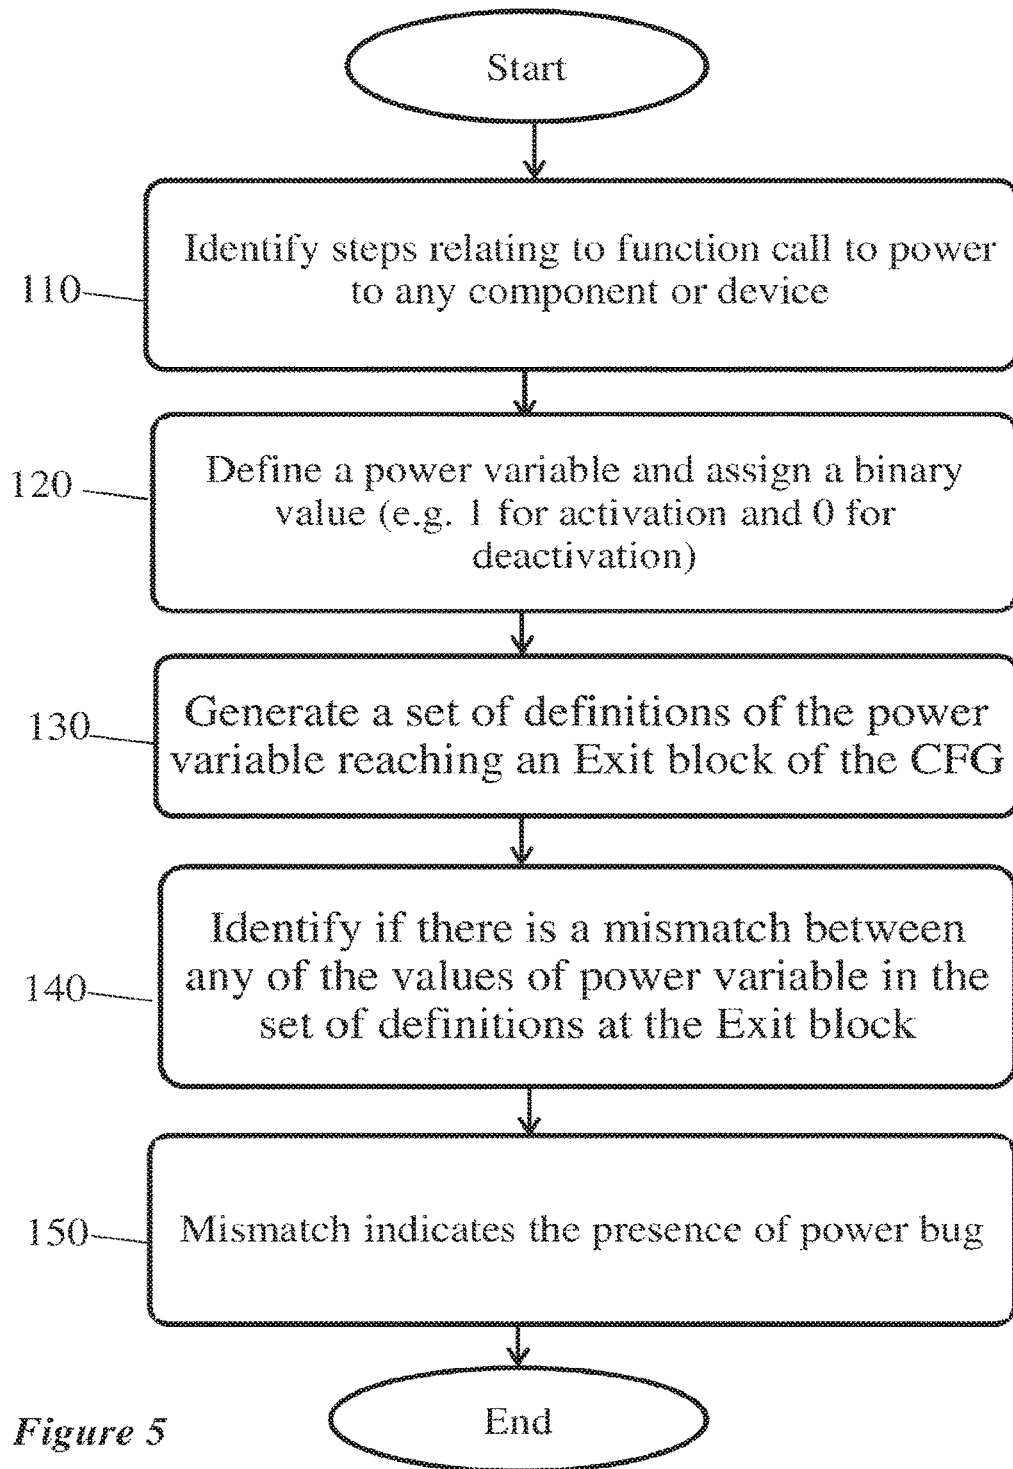 Start
110
Identify steps relating to function call to power
to any component or device
120
Define a power variable and assign a binary
value (e.g. 1 for activation and 0 for
deactivation)
130
Generate a set of definitions of the power
variable reaching an Exit block of the CFG
140
Identify if there is a mismatch between
any of the values of power variable in the
set of definitions at the Exit block
150
Mismatch indicates the presence of power bug
End
Figure 5